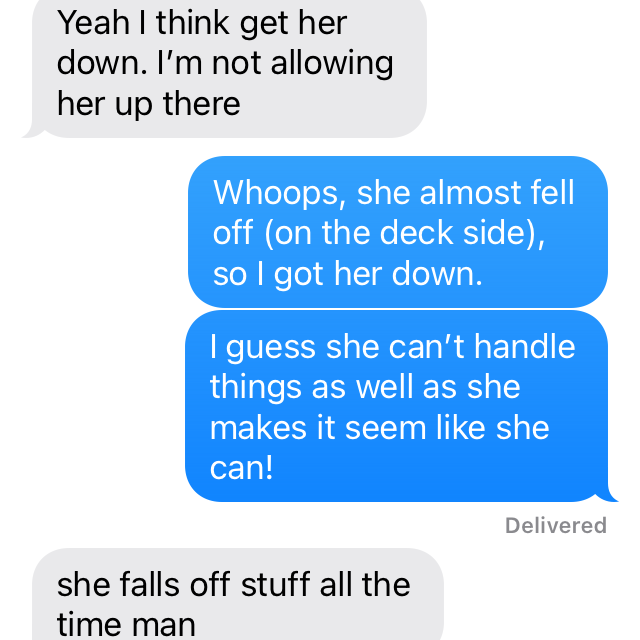 Yeah I think get her
down. I’m not allowing
her up there
Whoops, she almost fell
off (on the deck side),
so I got her down.
I guess she can’t handle
things as well as she
makes it seem like she
can!
Delivered
she falls off stuff all the
time man